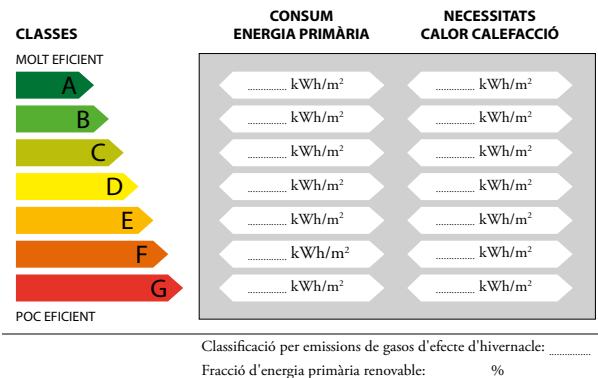 CLASSES
CONSUM
ENERGIA PRIMÀRIA
NECESSITATS
CALOR CALEFACCIÓ
MOLT EFICIENT
A ............... kWh/m² ............... kWh/m²
B ............... kWh/m² ............... kWh/m²
C ............... kWh/m² ............... kWh/m²
D ............... kWh/m² ............... kWh/m²
E ............... kWh/m² ............... kWh/m²
F ............... kWh/m² ............... kWh/m²
G ............... kWh/m² ............... kWh/m²
POC EFICIENT
Classificació per emissions de gasos d'efecte d'hivernacle: ...............
Fracció d'energia primària renovable: %